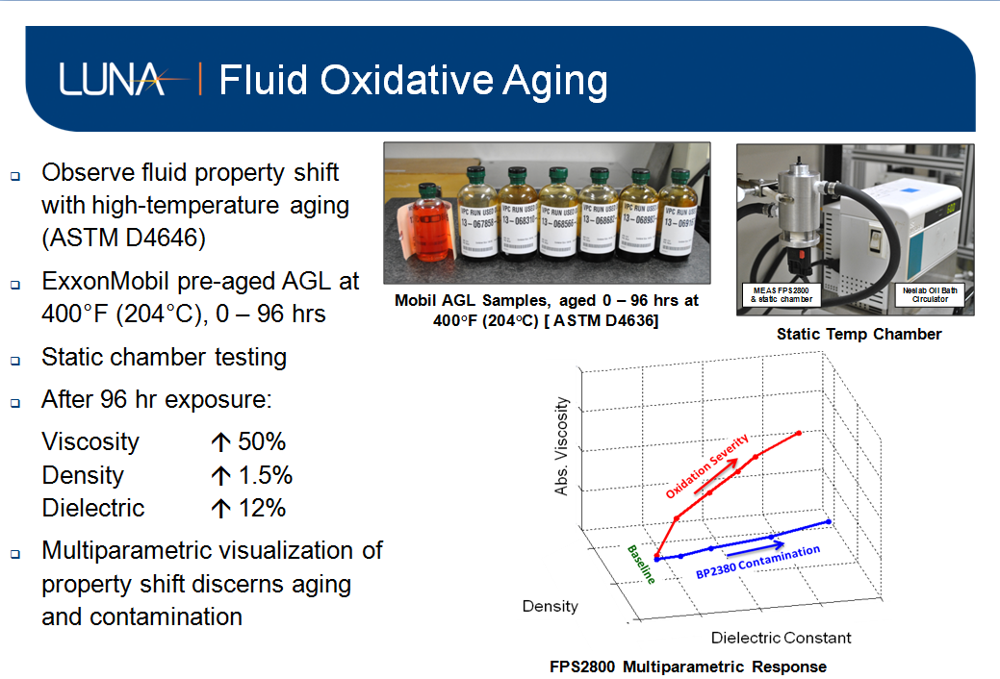 LUNA | Fluid Oxidative Aging
Observe fluid property shift
with high-temperature aging
(ASTM D4646)
ExxonMobil pre-aged AGL at
400°F (204°C), 0 – 96 hrs
Static chamber testing
After 96 hr exposure:
Viscosity ↑ 50%
Density ↑ 1.5%
Dielectric ↑ 12%
Multiparametric visualization of
property shift discerns aging
and contamination
VPC RUN USED
13-067858
VPC RUN USED
13-068310
VPC RUN USED
13-068566
VPC RUN USED
13-068682
VPC RUN USED
VPC RUN USED
Mobil AGL Samples, aged 0 – 96 hrs at
400°F (204°C) [ ASTM D4636]
MEAS FPS2800
& static chamber
Neslab Oil Bath
Circulator
Static Temp Chamber
Abs. Viscosity
Oxidation Severity
Baseline
BP2380 Contamination
Density
Dielectric Constant
FPS2800 Multiparametric Response